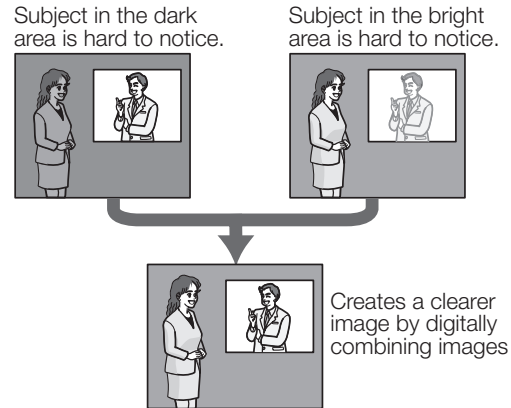 Subject in the dark
area is hard to notice.
Subject in the bright
area is hard to notice.
Creates a clearer
image by digitally
combining images